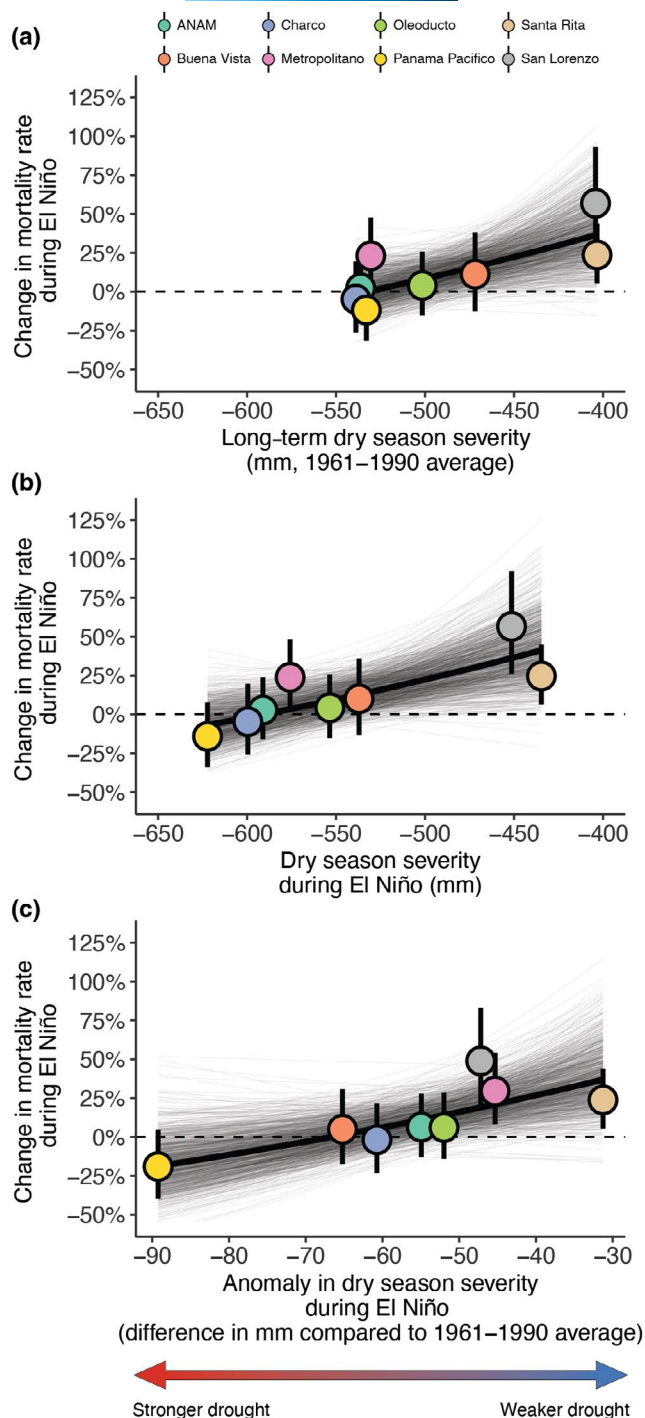 (a)
ANAM Charco Oleoducto Santa Rita
Buena Vista Metropolitano Panama Pacifico San Lorenzo
125%
100%
75%
50%
25%
0%
−25%
−50%
Change in mortality rate
during El Niño
−650 −600 −550 −500 −450 −400
Long−term dry season severity
(mm, 1961−1990 average)
(b)
125%
100%
75%
50%
25%
0%
−25%
−50%
Change in mortality rate
during El Niño
−650 −600 −550 −500 −450 −400
Dry season severity
during El Niño (mm)
(c)
125%
100%
75%
50%
25%
0%
−25%
−50%
Change in mortality rate
during El Niño
−90 −80 −70 −60 −50 −40 −30
Anomaly in dry season severity
during El Niño
(difference in mm compared to 1961−1990 average)
Stronger drought Weaker drought